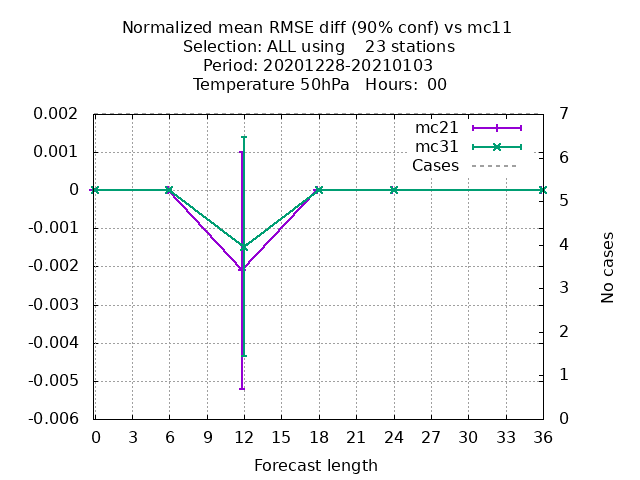 Normalized mean RMSE diff (90% conf) vs mc11
Selection: ALL using    23 stations
Period: 20201228-20210103
Temperature 50hPa   Hours:  00
0.002
0.001
0
-0.001
-0.002
-0.003
-0.004
-0.005
-0.006
mc21
mc31
Cases
7
6
5
4
3
2
1
0
No cases
0 3 6 9 12 15 18 21 24 27 30 33 36
Forecast length